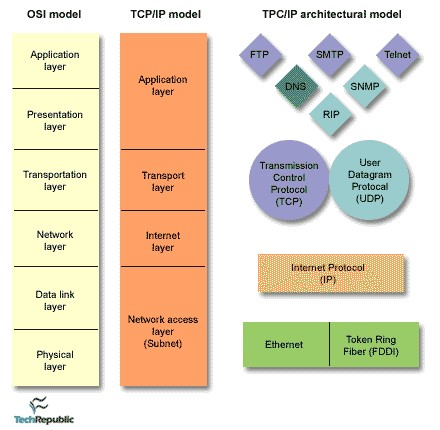 OSI model
Application
layer
Presentation
layer
Transportation
layer
Network
layer
Data link
layer
Physical
layer
TCP/IP model
Application
layer
Transport
layer
Internet
layer
Network access
layer
(Subnet)
TPC/IP architectural model
FTP
SMTP
Telnet
DNS
SNMP
RIP
Transmission
Control
Protocol
(TCP)
User
Datagram
Protocal
(UDP)
Internet Protocol
(IP)
Ethernet
Token Ring
Fiber (FDDI)
TechRepublic